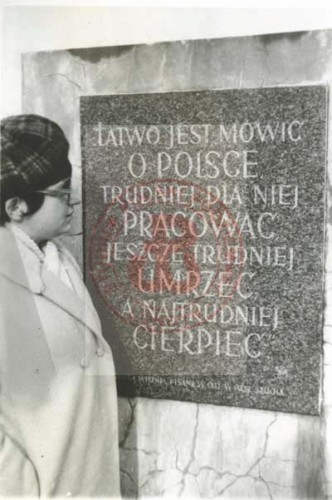 "ŁATWO JEST MÓWIĆ
O POLSCE
TRUDNIEJ DLA NIEJ
PRACOWAĆ
JESZCZE TRUDNIEJ
UMRZEĆ
A NAJTRUDNIEJ
CIERPIEĆ"